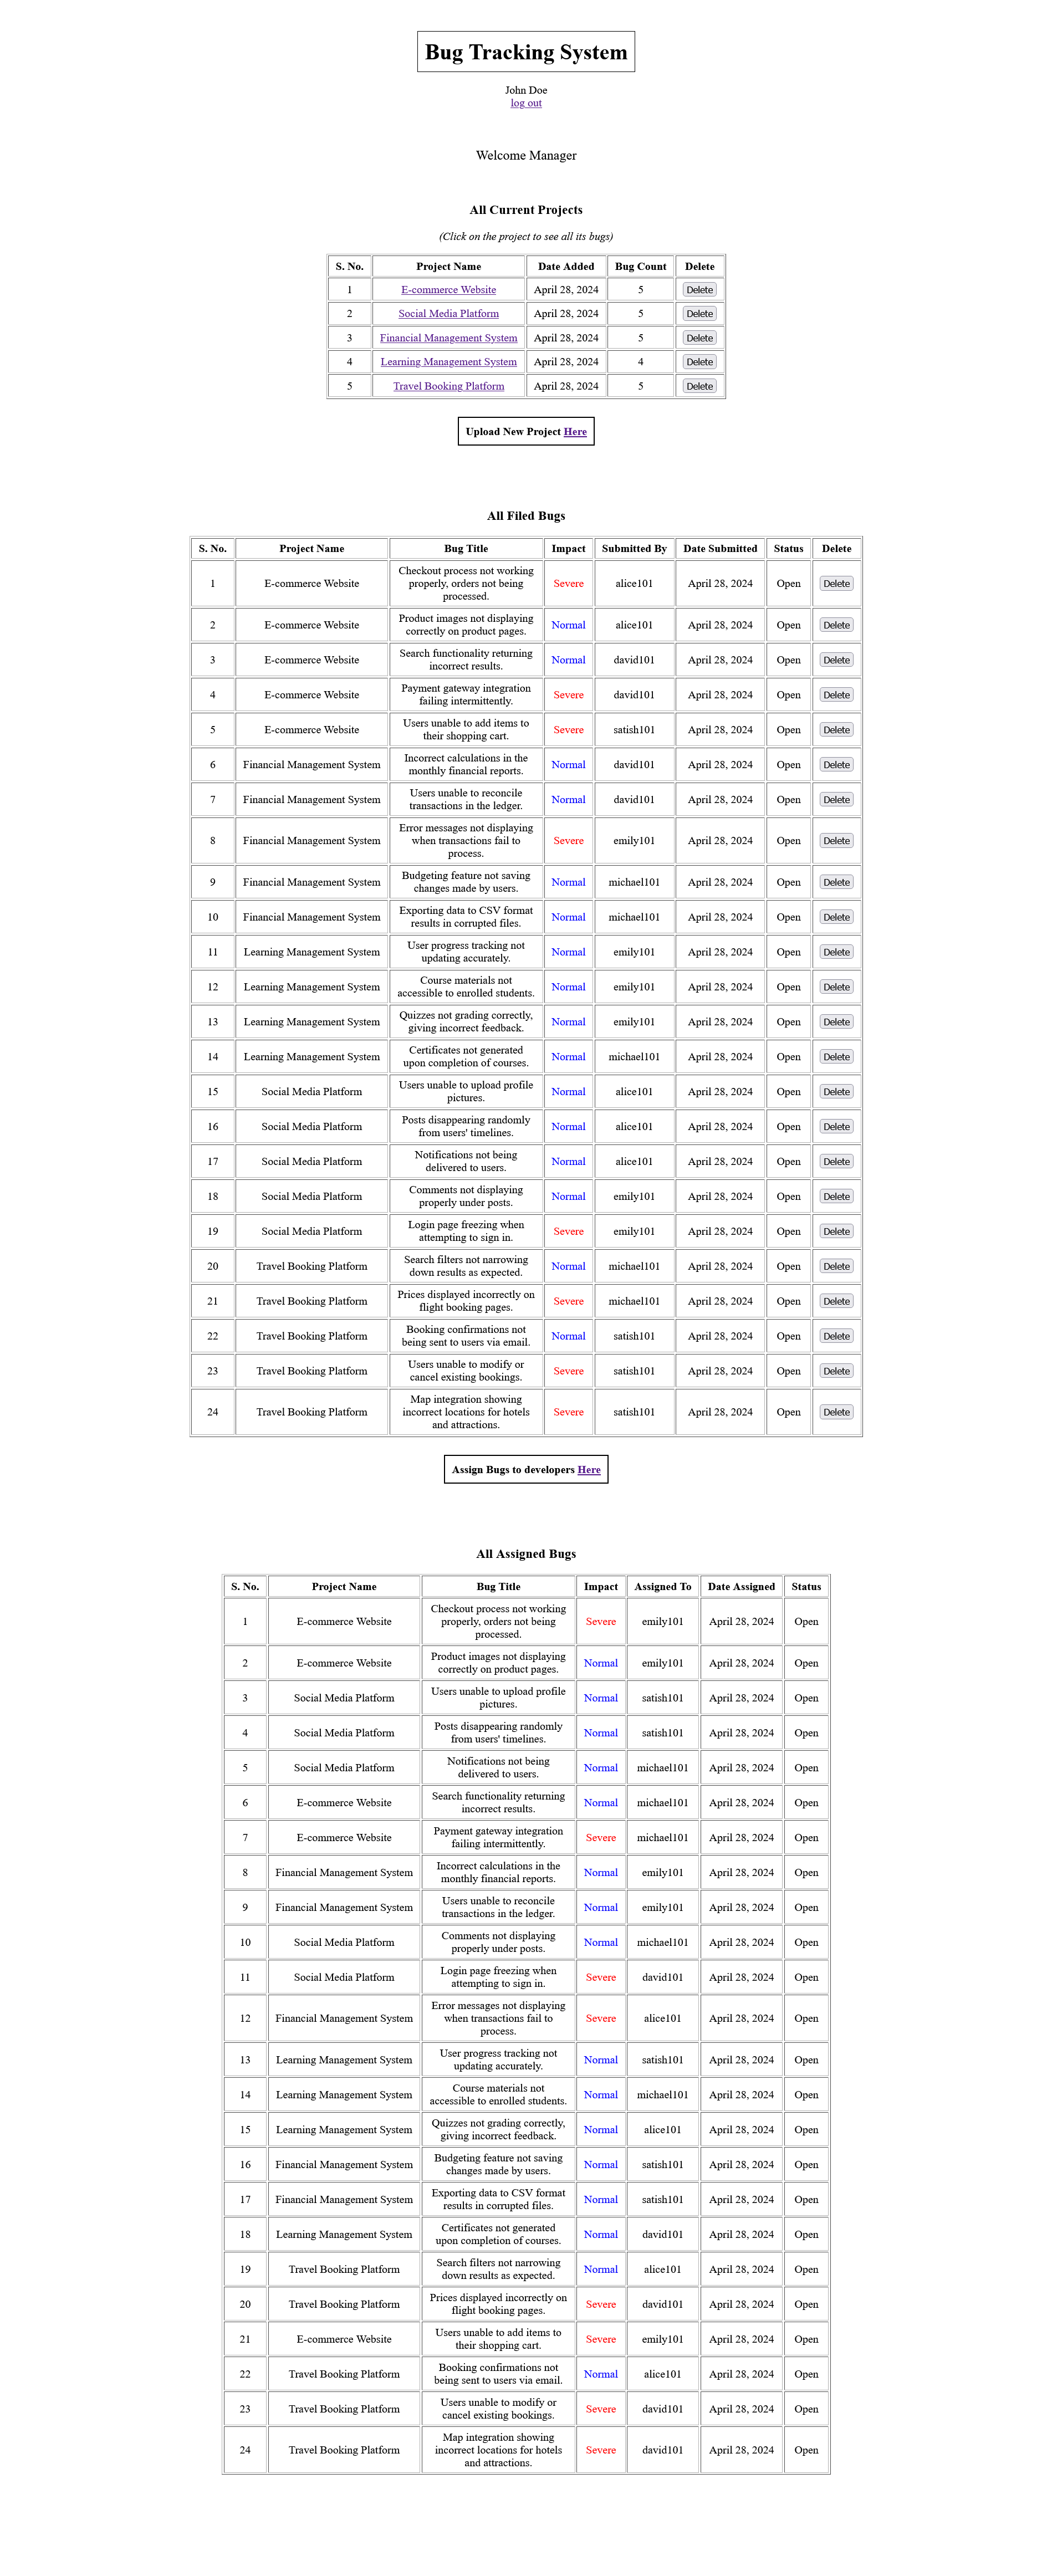 Bug Tracking System
John Doe
log out
Welcome Manager
All Current Projects
(Click on the project to see all its bugs)
S. No. Project Name Date Added Bug Count Delete
1 E-commerce Website April 28, 2024 5 Delete
2 Social Media Platform April 28, 2024 5 Delete
3 Financial Management System April 28, 2024 5 Delete
4 Learning Management System April 28, 2024 4 Delete
5 Travel Booking Platform April 28, 2024 5 Delete
Upload New Project Here
All Filed Bugs
S. No. Project Name Bug Title Impact Submitted By Date Submitted Status Delete
1 E-commerce Website Checkout process not working properly, orders not being processed. Severe alice101 April 28, 2024 Open Delete
2 E-commerce Website Product images not displaying correctly on product pages. Normal alice101 April 28, 2024 Open Delete
3 E-commerce Website Search functionality returning incorrect results. Normal david101 April 28, 2024 Open Delete
4 E-commerce Website Payment gateway integration failing intermittently. Severe david101 April 28, 2024 Open Delete
5 E-commerce Website Users unable to add items to their shopping cart. Severe satish101 April 28, 2024 Open Delete
6 Financial Management System Incorrect calculations in the monthly financial reports. Normal david101 April 28, 2024 Open Delete
7 Financial Management System Users unable to reconcile transactions in the ledger. Normal david101 April 28, 2024 Open Delete
8 Financial Management System Error messages not displaying when transactions fail to process. Severe emily101 April 28, 2024 Open Delete
9 Financial Management System Budgeting feature not saving changes made by users. Normal michael101 April 28, 2024 Open Delete
10 Financial Management System Exporting data to CSV format results in corrupted files. Normal michael101 April 28, 2024 Open Delete
11 Learning Management System User progress tracking not updating accurately. Normal emily101 April 28, 2024 Open Delete
12 Learning Management System Course materials not accessible to enrolled students. Normal emily101 April 28, 2024 Open Delete
13 Learning Management System Quizzes not grading correctly, giving incorrect feedback. Normal emily101 April 28, 2024 Open Delete
14 Learning Management System Certificates not generated upon completion of courses. Normal michael101 April 28, 2024 Open Delete
15 Social Media Platform Users unable to upload profile pictures. Normal alice101 April 28, 2024 Open Delete
16 Social Media Platform Posts disappearing randomly from users' timelines. Normal alice101 April 28, 2024 Open Delete
17 Social Media Platform Notifications not being delivered to users. Normal alice101 April 28, 2024 Open Delete
18 Social Media Platform Comments not displaying properly under posts. Normal emily101 April 28, 2024 Open Delete
19 Social Media Platform Login page freezing when attempting to sign in. Severe emily101 April 28, 2024 Open Delete
20 Travel Booking Platform Search filters not narrowing down results as expected. Normal michael101 April 28, 2024 Open Delete
21 Travel Booking Platform Prices displayed incorrectly on flight booking pages. Severe michael101 April 28, 2024 Open Delete
22 Travel Booking Platform Booking confirmations not being sent to users via email. Normal satish101 April 28, 2024 Open Delete
23 Travel Booking Platform Users unable to modify or cancel existing bookings. Severe satish101 April 28, 2024 Open Delete
24 Travel Booking Platform Map integration showing incorrect locations for hotels and attractions. Severe satish101 April 28, 2024 Open Delete
Assign Bugs to developers Here
All Assigned Bugs
S. No. Project Name Bug Title Impact Assigned To Date Assigned Status
1 E-commerce Website Checkout process not working properly, orders not being processed. Severe emily101 April 28, 2024 Open
2 E-commerce Website Product images not displaying correctly on product pages. Normal emily101 April 28, 2024 Open
3 Social Media Platform Users unable to upload profile pictures. Normal satish101 April 28, 2024 Open
4 Social Media Platform Posts disappearing randomly from users' timelines. Normal satish101 April 28, 2024 Open
5 Social Media Platform Notifications not being delivered to users. Normal michael101 April 28, 2024 Open
6 E-commerce Website Search functionality returning incorrect results. Normal michael101 April 28, 2024 Open
7 E-commerce Website Payment gateway integration failing intermittently. Severe michael101 April 28, 2024 Open
8 Financial Management System Incorrect calculations in the monthly financial reports. Normal emily101 April 28, 2024 Open
9 Financial Management System Users unable to reconcile transactions in the ledger. Normal emily101 April 28, 2024 Open
10 Social Media Platform Comments not displaying properly under posts. Normal michael101 April 28, 2024 Open
11 Social Media Platform Login page freezing when attempting to sign in. Severe david101 April 28, 2024 Open
12 Financial Management System Error messages not displaying when transactions fail to process. Severe alice101 April 28, 2024 Open
13 Learning Management System User progress tracking not updating accurately. Normal satish101 April 28, 2024 Open
14 Learning Management System Course materials not accessible to enrolled students. Normal michael101 April 28, 2024 Open
15 Learning Management System Quizzes not grading correctly, giving incorrect feedback. Normal alice101 April 28, 2024 Open
16 Financial Management System Budgeting feature not saving changes made by users. Normal satish101 April 28, 2024 Open
17 Financial Management System Exporting data to CSV format results in corrupted files. Normal satish101 April 28, 2024 Open
18 Learning Management System Certificates not generated upon completion of courses. Normal david101 April 28, 2024 Open
19 Travel Booking Platform Search filters not narrowing down results as expected. Normal alice101 April 28, 2024 Open
20 Travel Booking Platform Prices displayed incorrectly on flight booking pages. Severe david101 April 28, 2024 Open
21 E-commerce Website Users unable to add items to their shopping cart. Severe emily101 April 28, 2024 Open
22 Travel Booking Platform Booking confirmations not being sent to users via email. Normal alice101 April 28, 2024 Open
23 Travel Booking Platform Users unable to modify or cancel existing bookings. Severe david101 April 28, 2024 Open
24 Travel Booking Platform Map integration showing incorrect locations for hotels and attractions. Severe david101 April 28, 2024 Open